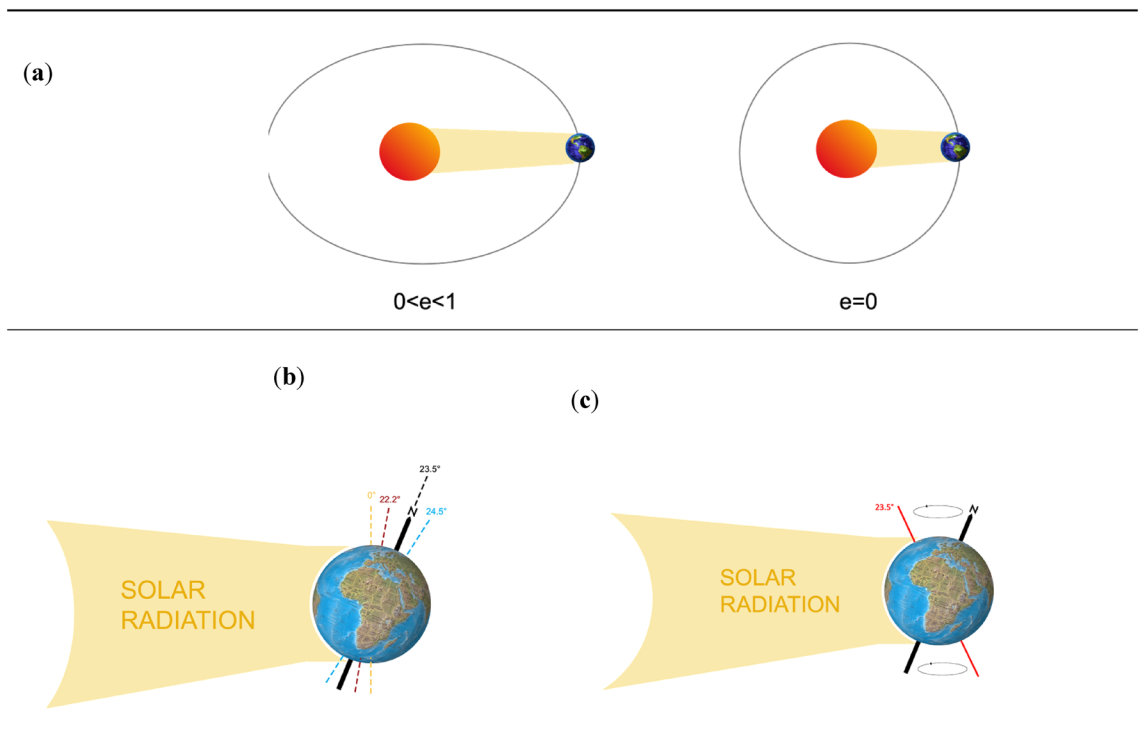 (a)
0<e<1
e=0
(b)
(c)
23.5°
0°
22.2°
N
24.5°
SOLAR
RADIATION
23.5°
N
SOLAR
RADIATION